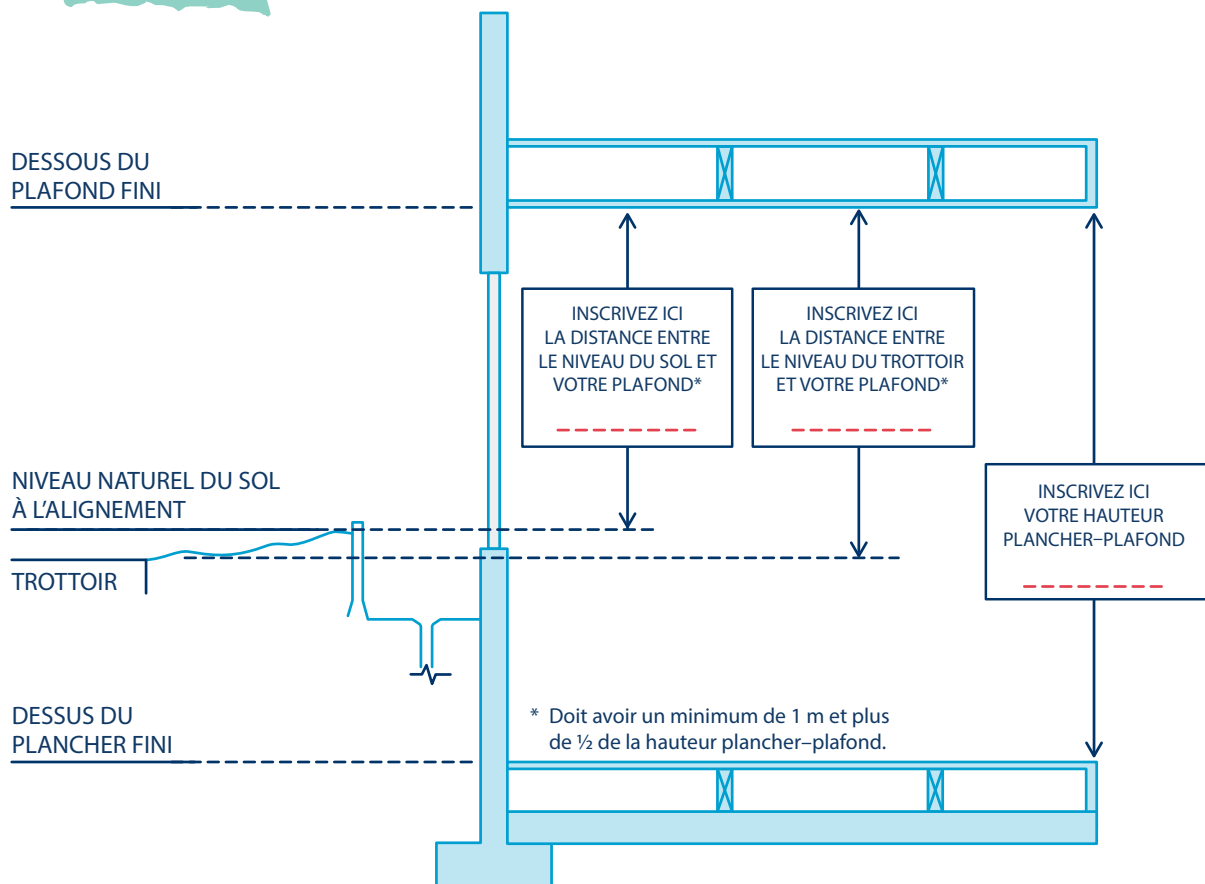 DESSOUS DU
PLAFOND FINI
INSCRIVEZ ICI
LA DISTANCE ENTRE
LE NIVEAU DU SOL ET
VOTRE PLAFOND*
INSCRIVEZ ICI
LA DISTANCE ENTRE
LE NIVEAU DU TROTTOIR
ET VOTRE PLAFOND*
NIVEAU NATUREL DU SOL
À L’ALIGNEMENT
INSCRIVEZ ICI
VOTRE HAUTEUR
PLANCHER–PLAFOND
TROTTOIR
DESSUS DU
PLANCHER FINI
* Doit avoir un minimum de 1 m et plus
de ½ de la hauteur plancher–plafond.